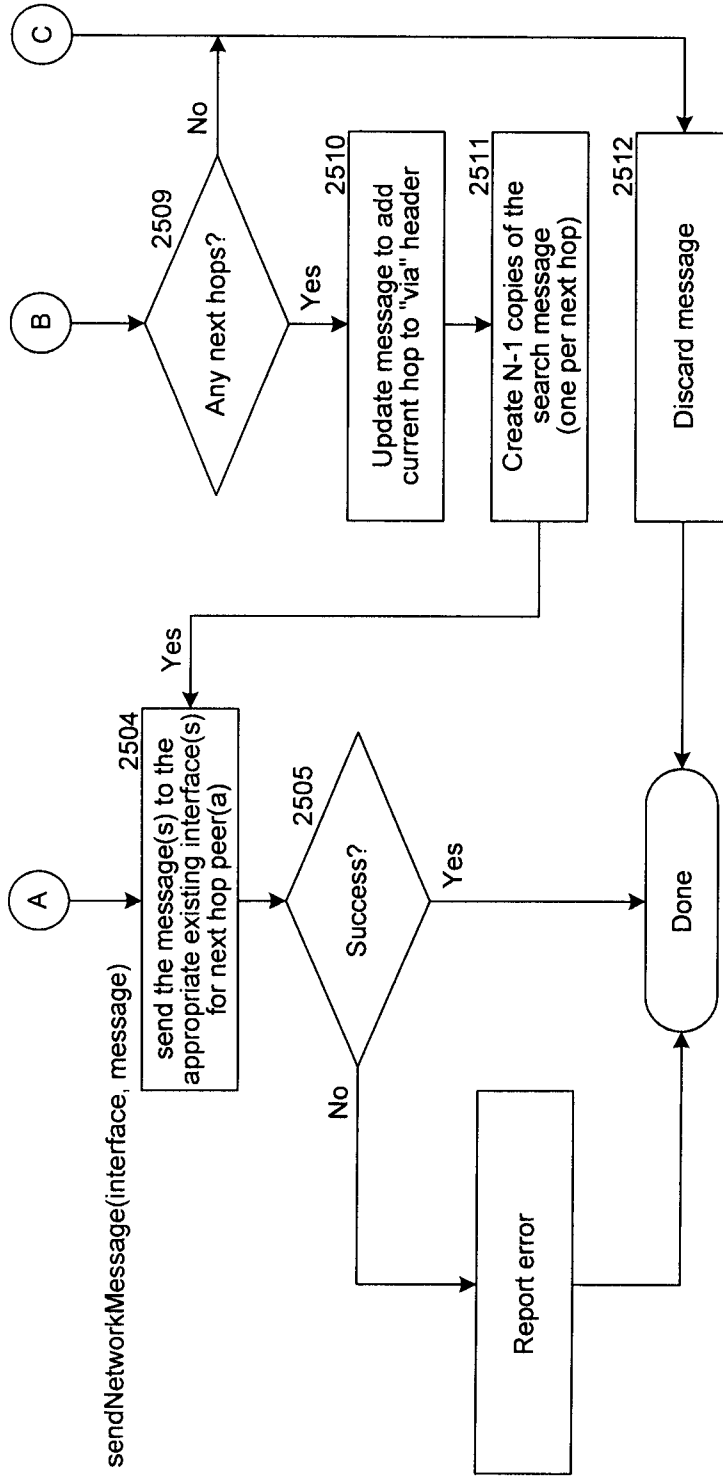 A
sendNetworkMessage(interface, message)
2504
send the message(s) to the
appropriate existing interface(s)
for next hop peer(a)
2505
Success?
No
Yes
Report error
Done
B
2509
Any next hops?
No
Yes
2510
Update message to add
current hop to "via" header
2511
Create N-1 copies of the
search message
(one per next hop)
Yes
C
2512
Discard message